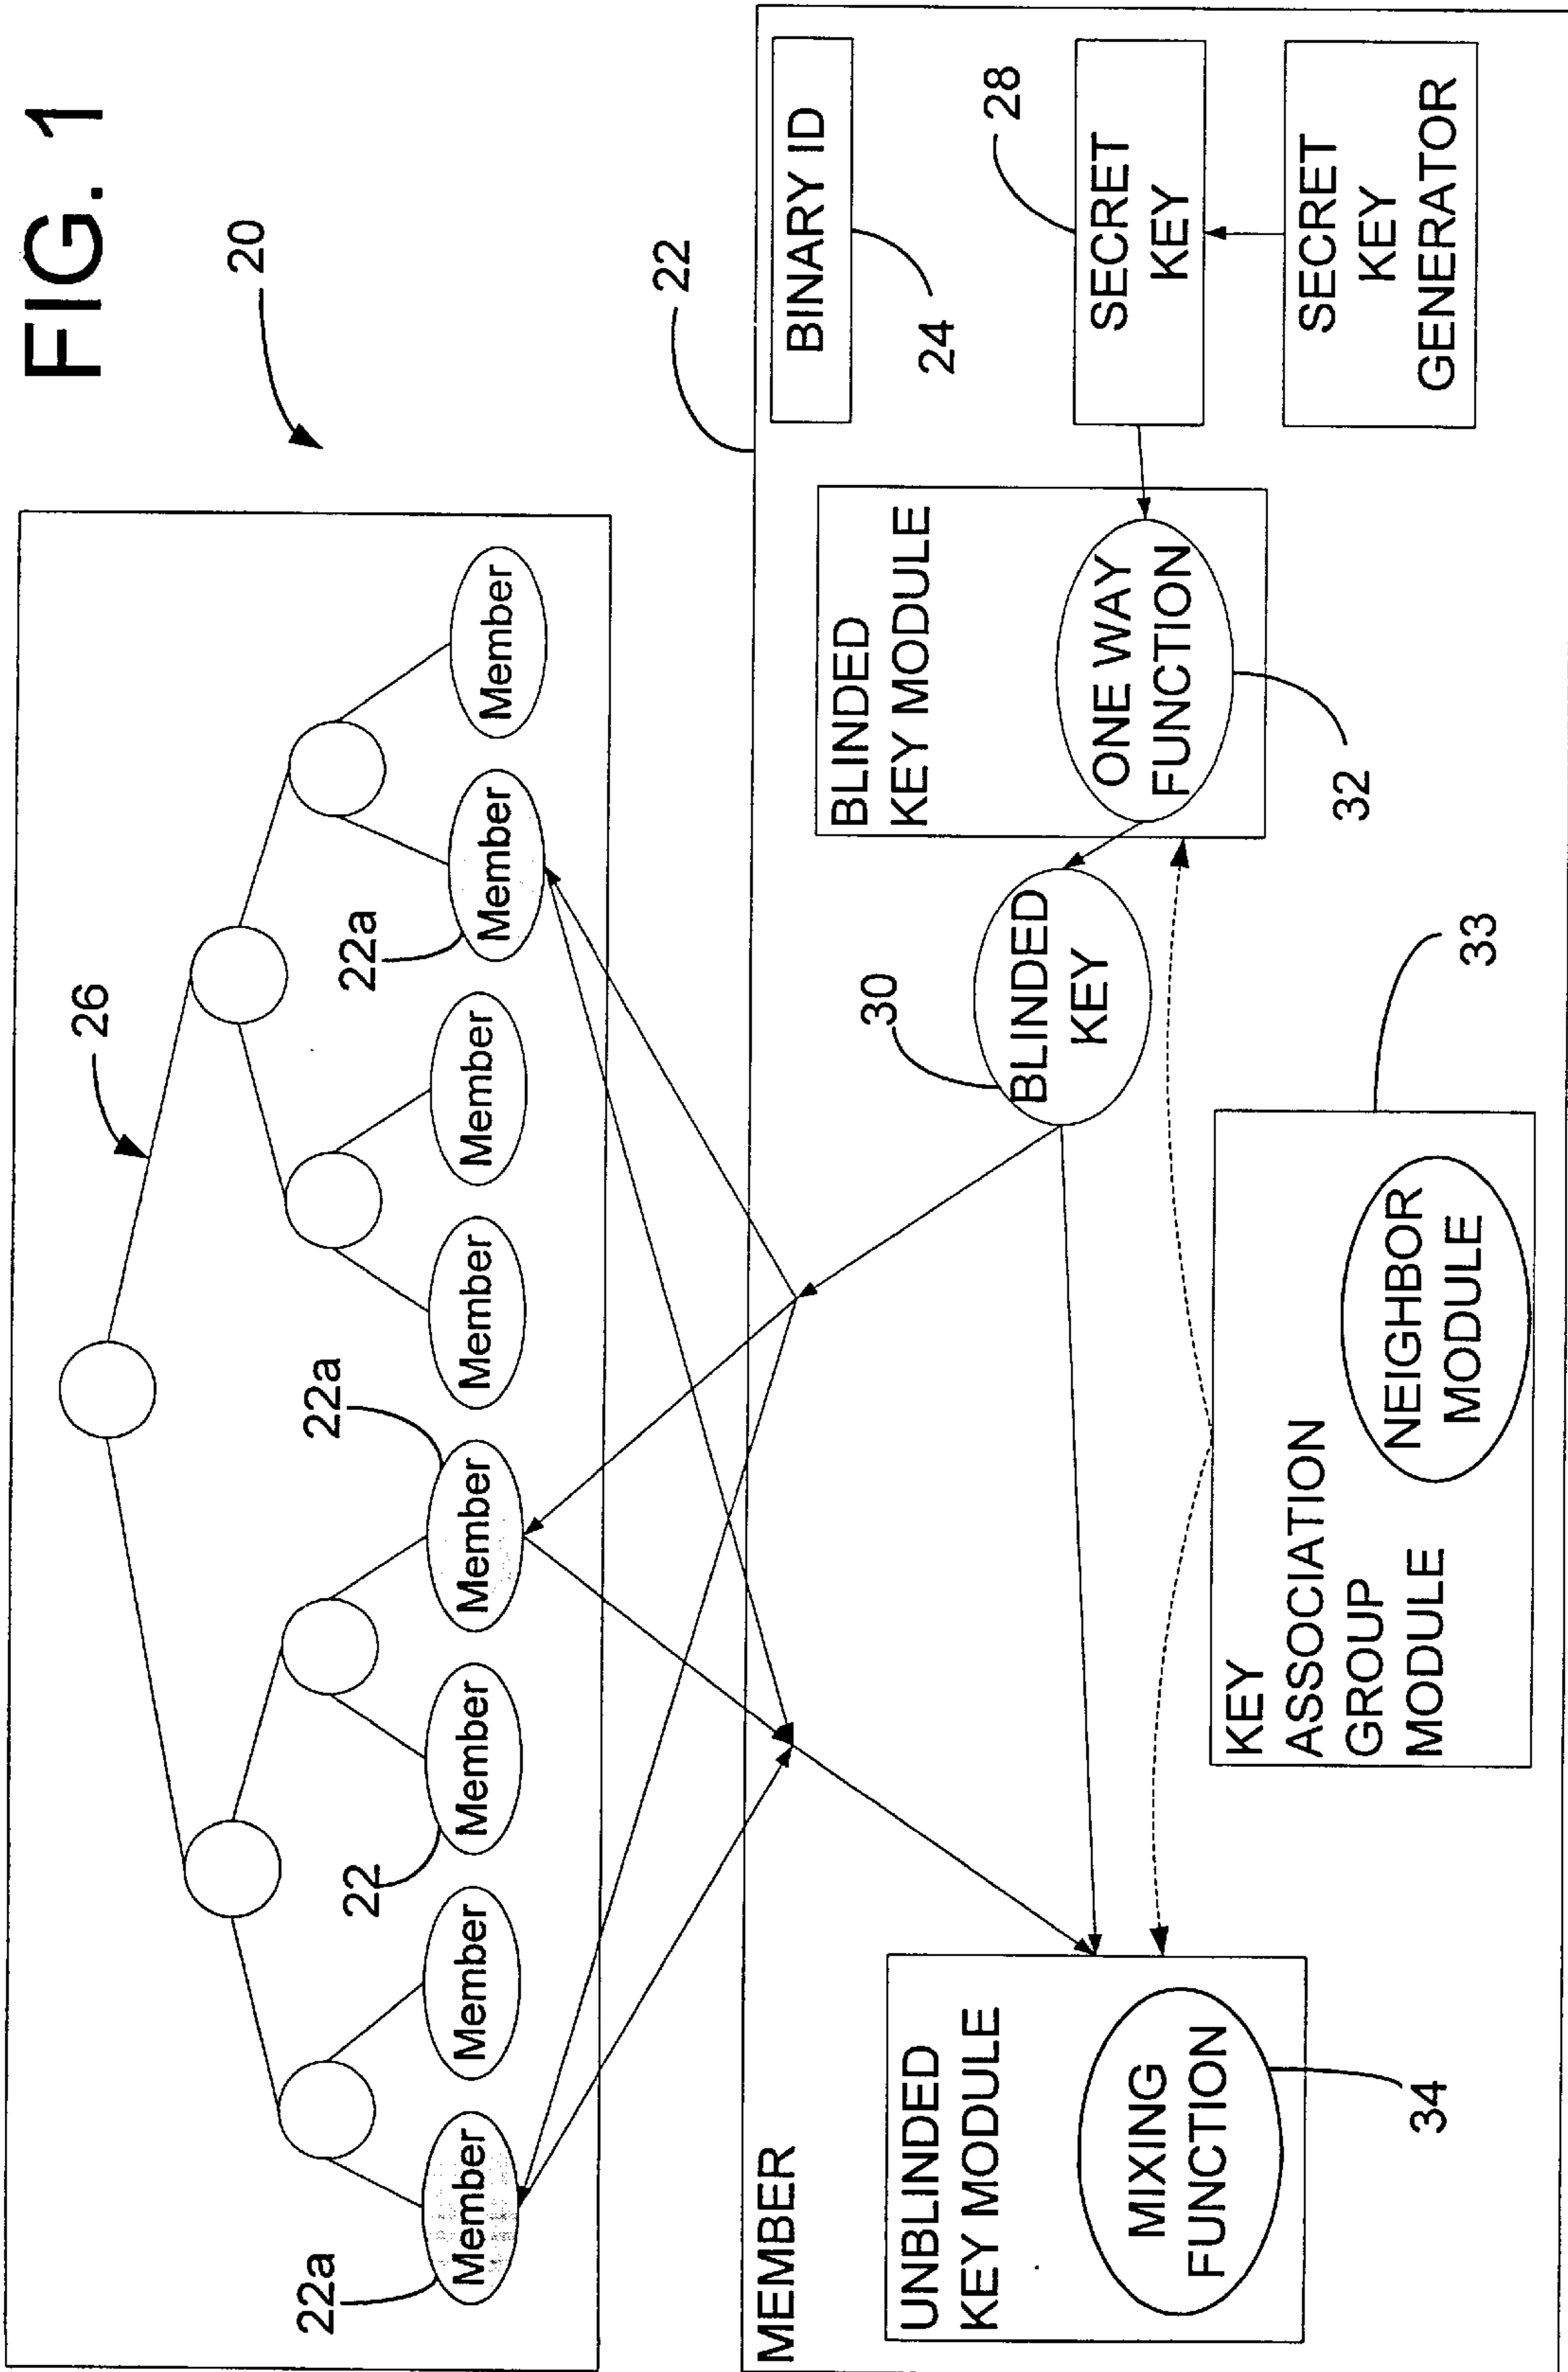 FIG. 1
20
26
22a
Member
Member
22
Member
22a
Member
Member
Member
22a
Member
Member
22
MEMBER
UNBLINDED
KEY MODULE
MIXING
FUNCTION
34
KEY
ASSOCIATION
GROUP
MODULE
NEIGHBOR
MODULE
33
30
BLINDED
KEY
BLINDED
KEY MODULE
ONE WAY
FUNCTION
32
BINARY ID
24
28
SECRET
KEY
SECRET
KEY
GENERATOR